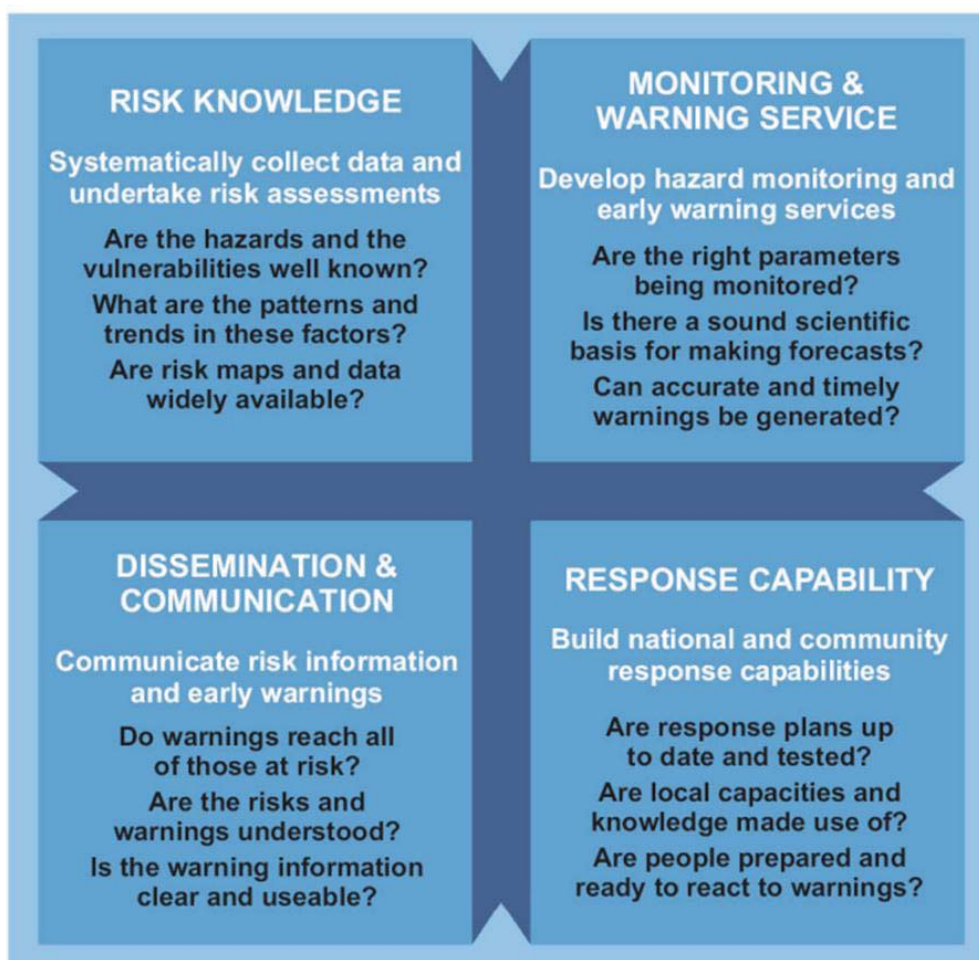 RISK KNOWLEDGE
Systematically collect data and
undertake risk assessments
Are the hazards and the
vulnerabilities well known?
What are the patterns and
trends in these factors?
Are risk maps and data
widely available?
MONITORING &
WARNING SERVICE
Develop hazard monitoring and
early warning services
Are the right parameters
being monitored?
Is there a sound scientific
basis for making forecasts?
Can accurate and timely
warnings be generated?
DISSEMINATION &
COMMUNICATION
Communicate risk information
and early warnings
Do warnings reach all
of those at risk?
Are the risks and
warnings understood?
Is the warning information
clear and useable?
RESPONSE CAPABILITY
Build national and community
response capabilities
Are response plans up
to date and tested?
Are local capacities and
knowledge made use of?
Are people prepared and
ready to react to warnings?